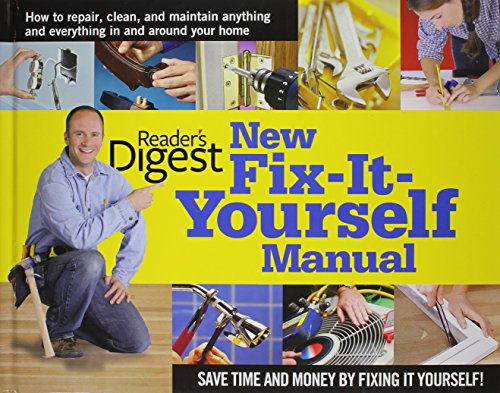 How to repair, clean, and maintain anything
and everything in and around your home
Reader's
Digest
New
Fix-It-
Yourself
Manual
SAVE TIME AND MONEY BY FIXING IT YOURSELF!